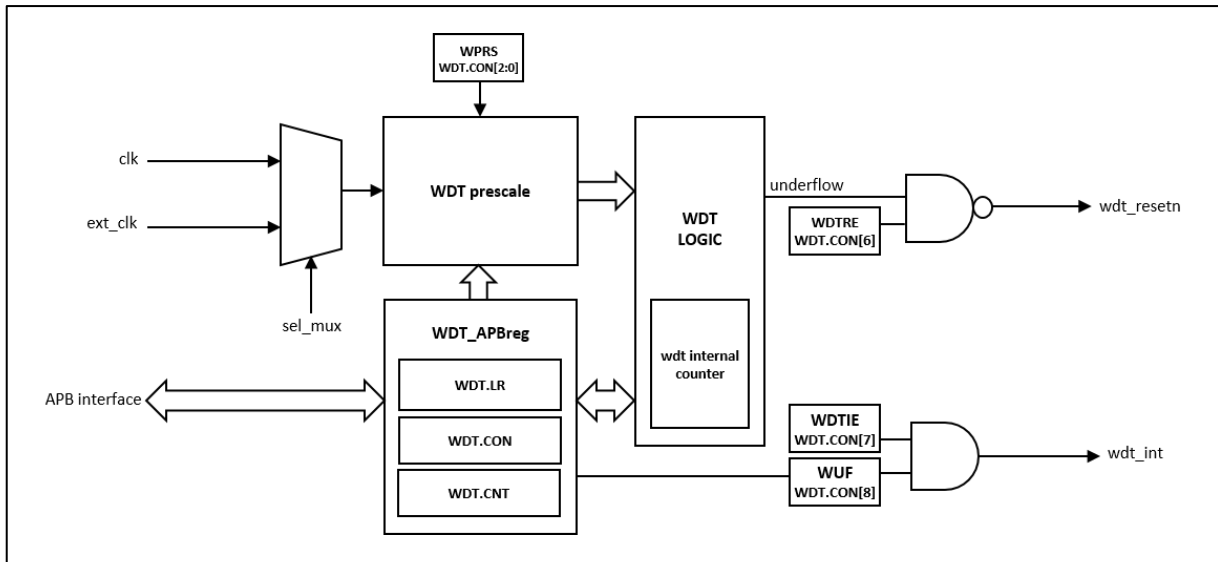 WPRS
WDT.CON[2:0]
clk
ext_clk
sel_mux
WDT prescale
WDT
LOGIC
wdt internal
counter
underflow
WDTRE
WDT.CON[6]
wdt_resetn
WDT_APBreg
WDT.LR
WDT.CON
WDT.CNT
APB interface
WDTIE
WDT.CON[7]
WUF
WDT.CON[8]
wdt_int